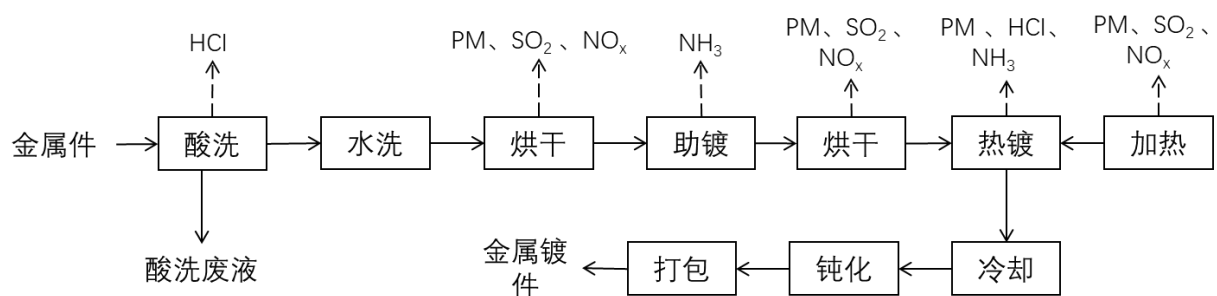 HCl
PM、SO₂ 、NOₓ
NH₃
PM、SO₂ 、
NOₓ
PM 、HCl、
NH₃
PM、SO₂ 、
NOₓ
金属件
酸洗
水洗
烘干
助镀
烘干
热镀
加热
酸洗废液
金属镀
件
打包
钝化
冷却